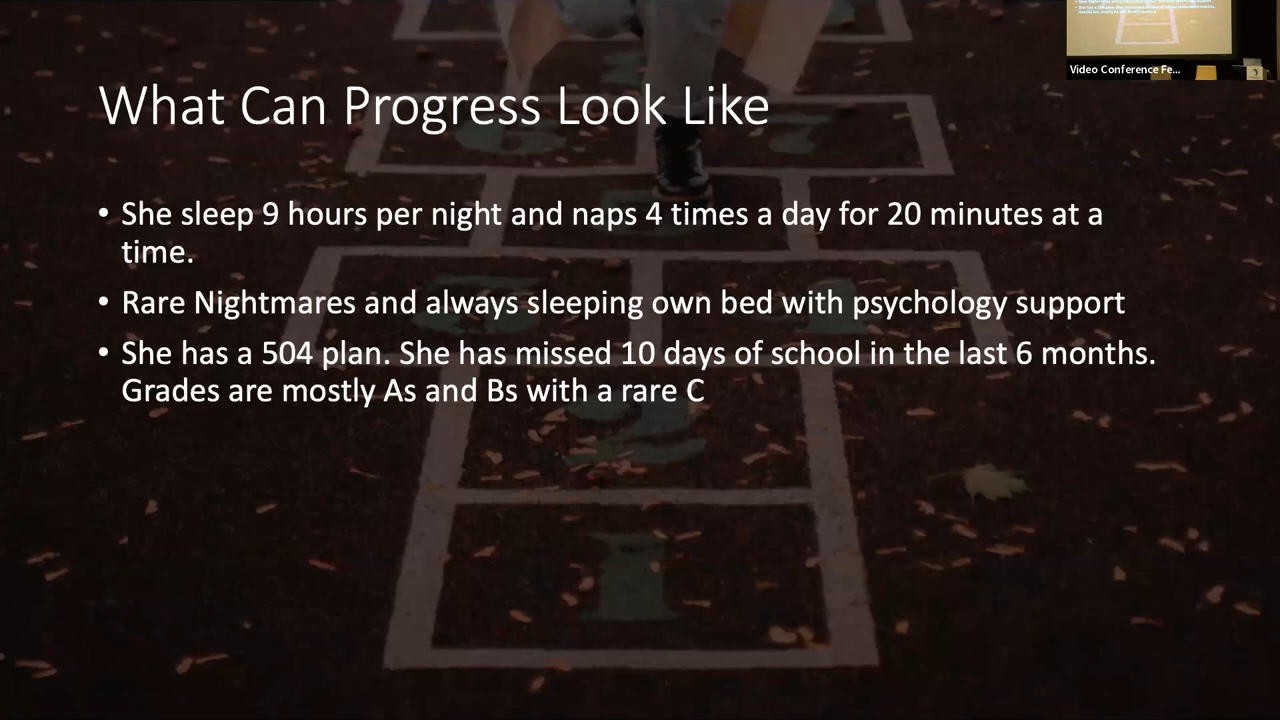 What Can Progress Look Like
• She sleep 9 hours per night and naps 4 times a day for 20 minutes at a
time.
• Rare Nightmares and always sleeping own bed with psychology support
• She has a 504 plan. She has missed 10 days of school in the last 6 months.
Grades are mostly As and Bs with a rare C
Video Conference Fe...